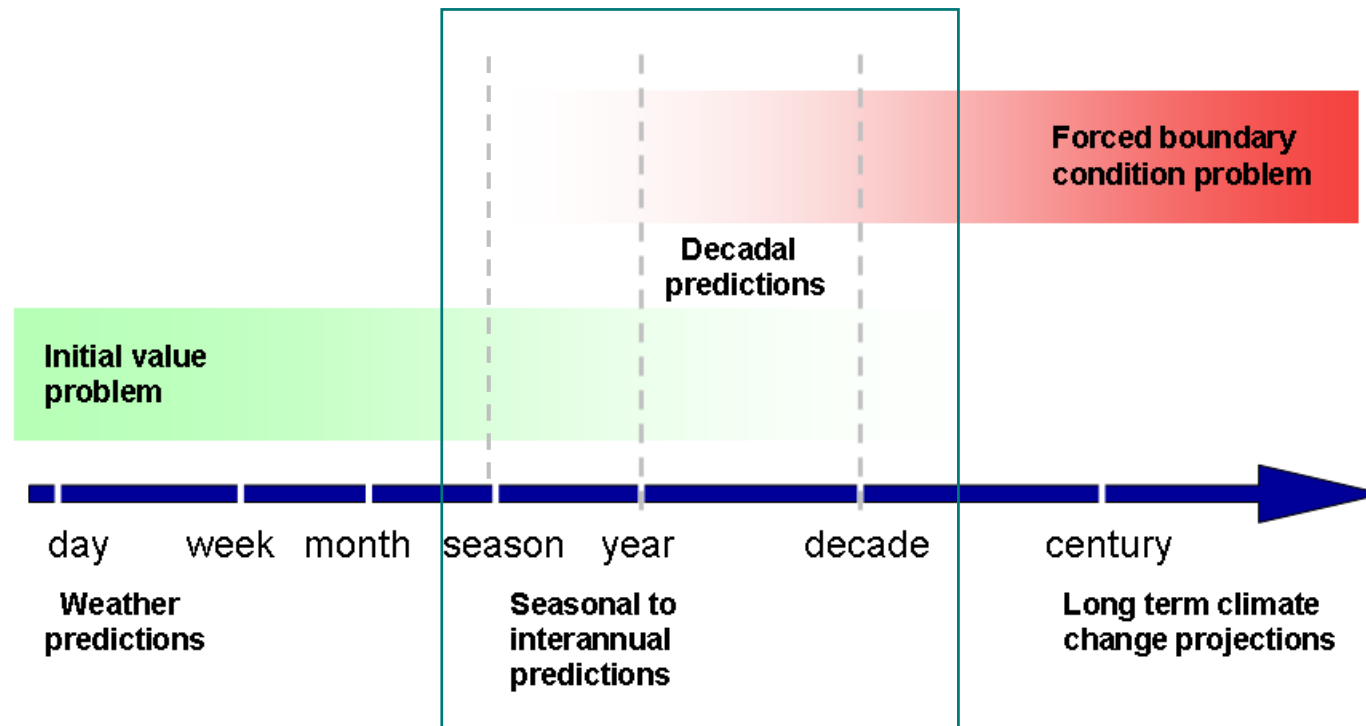 Forced boundary
condition problem
Decadal
predictions
Initial value
problem
day week month season year decade century
Weather
predictions
Seasonal to
interannual
predictions
Long term climate
change projections